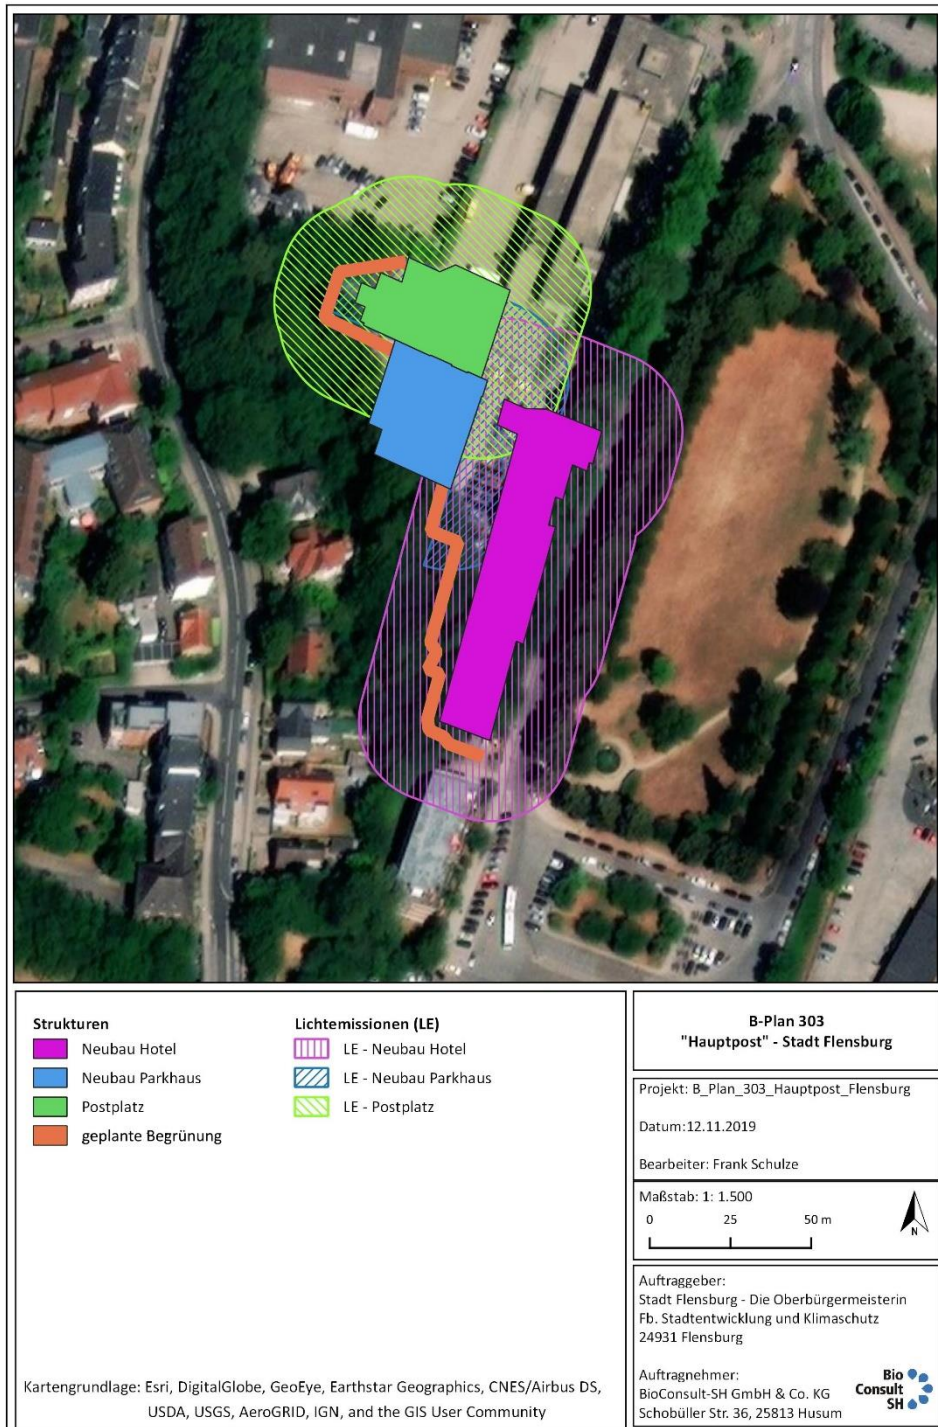 Strukturen
Neubau Hotel
Neubau Parkhaus
Postplatz
geplante Begrünung
Lichtemissionen (LE)
LE - Neubau Hotel
LE - Neubau Parkhaus
LE - Postplatz
Kartengrundlage: Esri, DigitalGlobe, GeoEye, Earthstar Geographics, CNES/Airbus DS,
USDA, USGS, AeroGRID, IGN, and the GIS User Community
B-Plan 303
"Hauptpost" - Stadt Flensburg
Projekt: B_Plan_303_Hauptpost_Flensburg
Datum:12.11.2019
Bearbeiter: Frank Schulze
Maßstab: 1: 1.500
0 25 50 m
N
Auftraggeber:
Stadt Flensburg - Die Oberbürgermeisterin
Fb. Stadtentwicklung und Klimaschutz
24931 Flensburg
Auftragnehmer:
BioConsult-SH GmbH & Co. KG
Schobüller Str. 36, 25813 Husum
Bio
Consult
SH